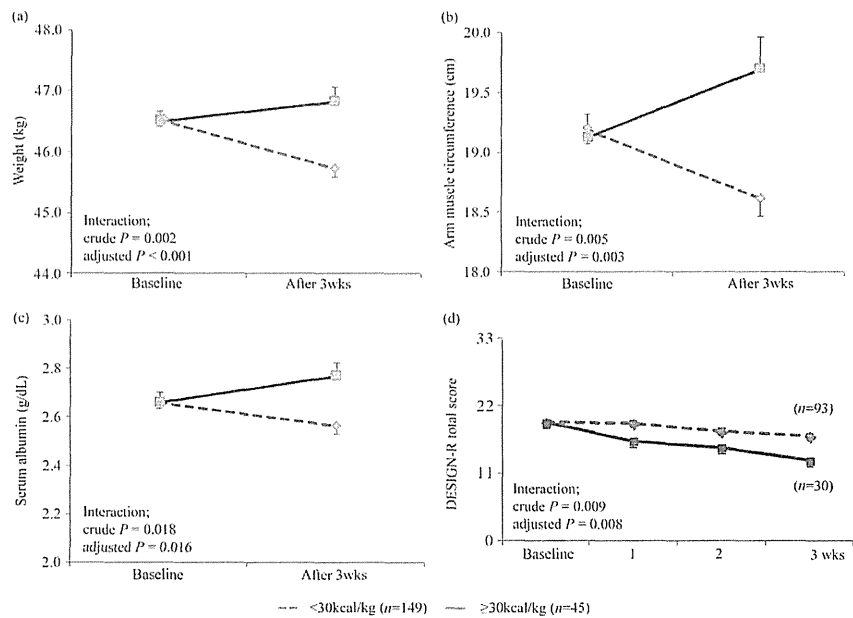 (a)
48.0
47.0
46.0
45.0
44.0
Weight (kg)
Interaction;
crude P = 0.002
adjusted P < 0.001
Baseline
After 3wks
(b)
20.0
19.5
19.0
18.5
18.0
Arm muscle circumference (cm)
Interaction;
crude P = 0.005
adjusted P = 0.003
Baseline
After 3wks
(c)
3.0
2.8
2.6
2.4
2.2
2.0
Serum albumin (g/dL)
Interaction;
crude P = 0.018
adjusted P = 0.016
Baseline
After 3wks
(d)
33
22
11
0
DESIGN-R total score
(n=93)
(n=30)
Interaction;
crude P = 0.009
adjusted P = 0.008
Baseline
1
2
3 wks
<30kcal/kg (n=149)
≥30kcal/kg (n=45)